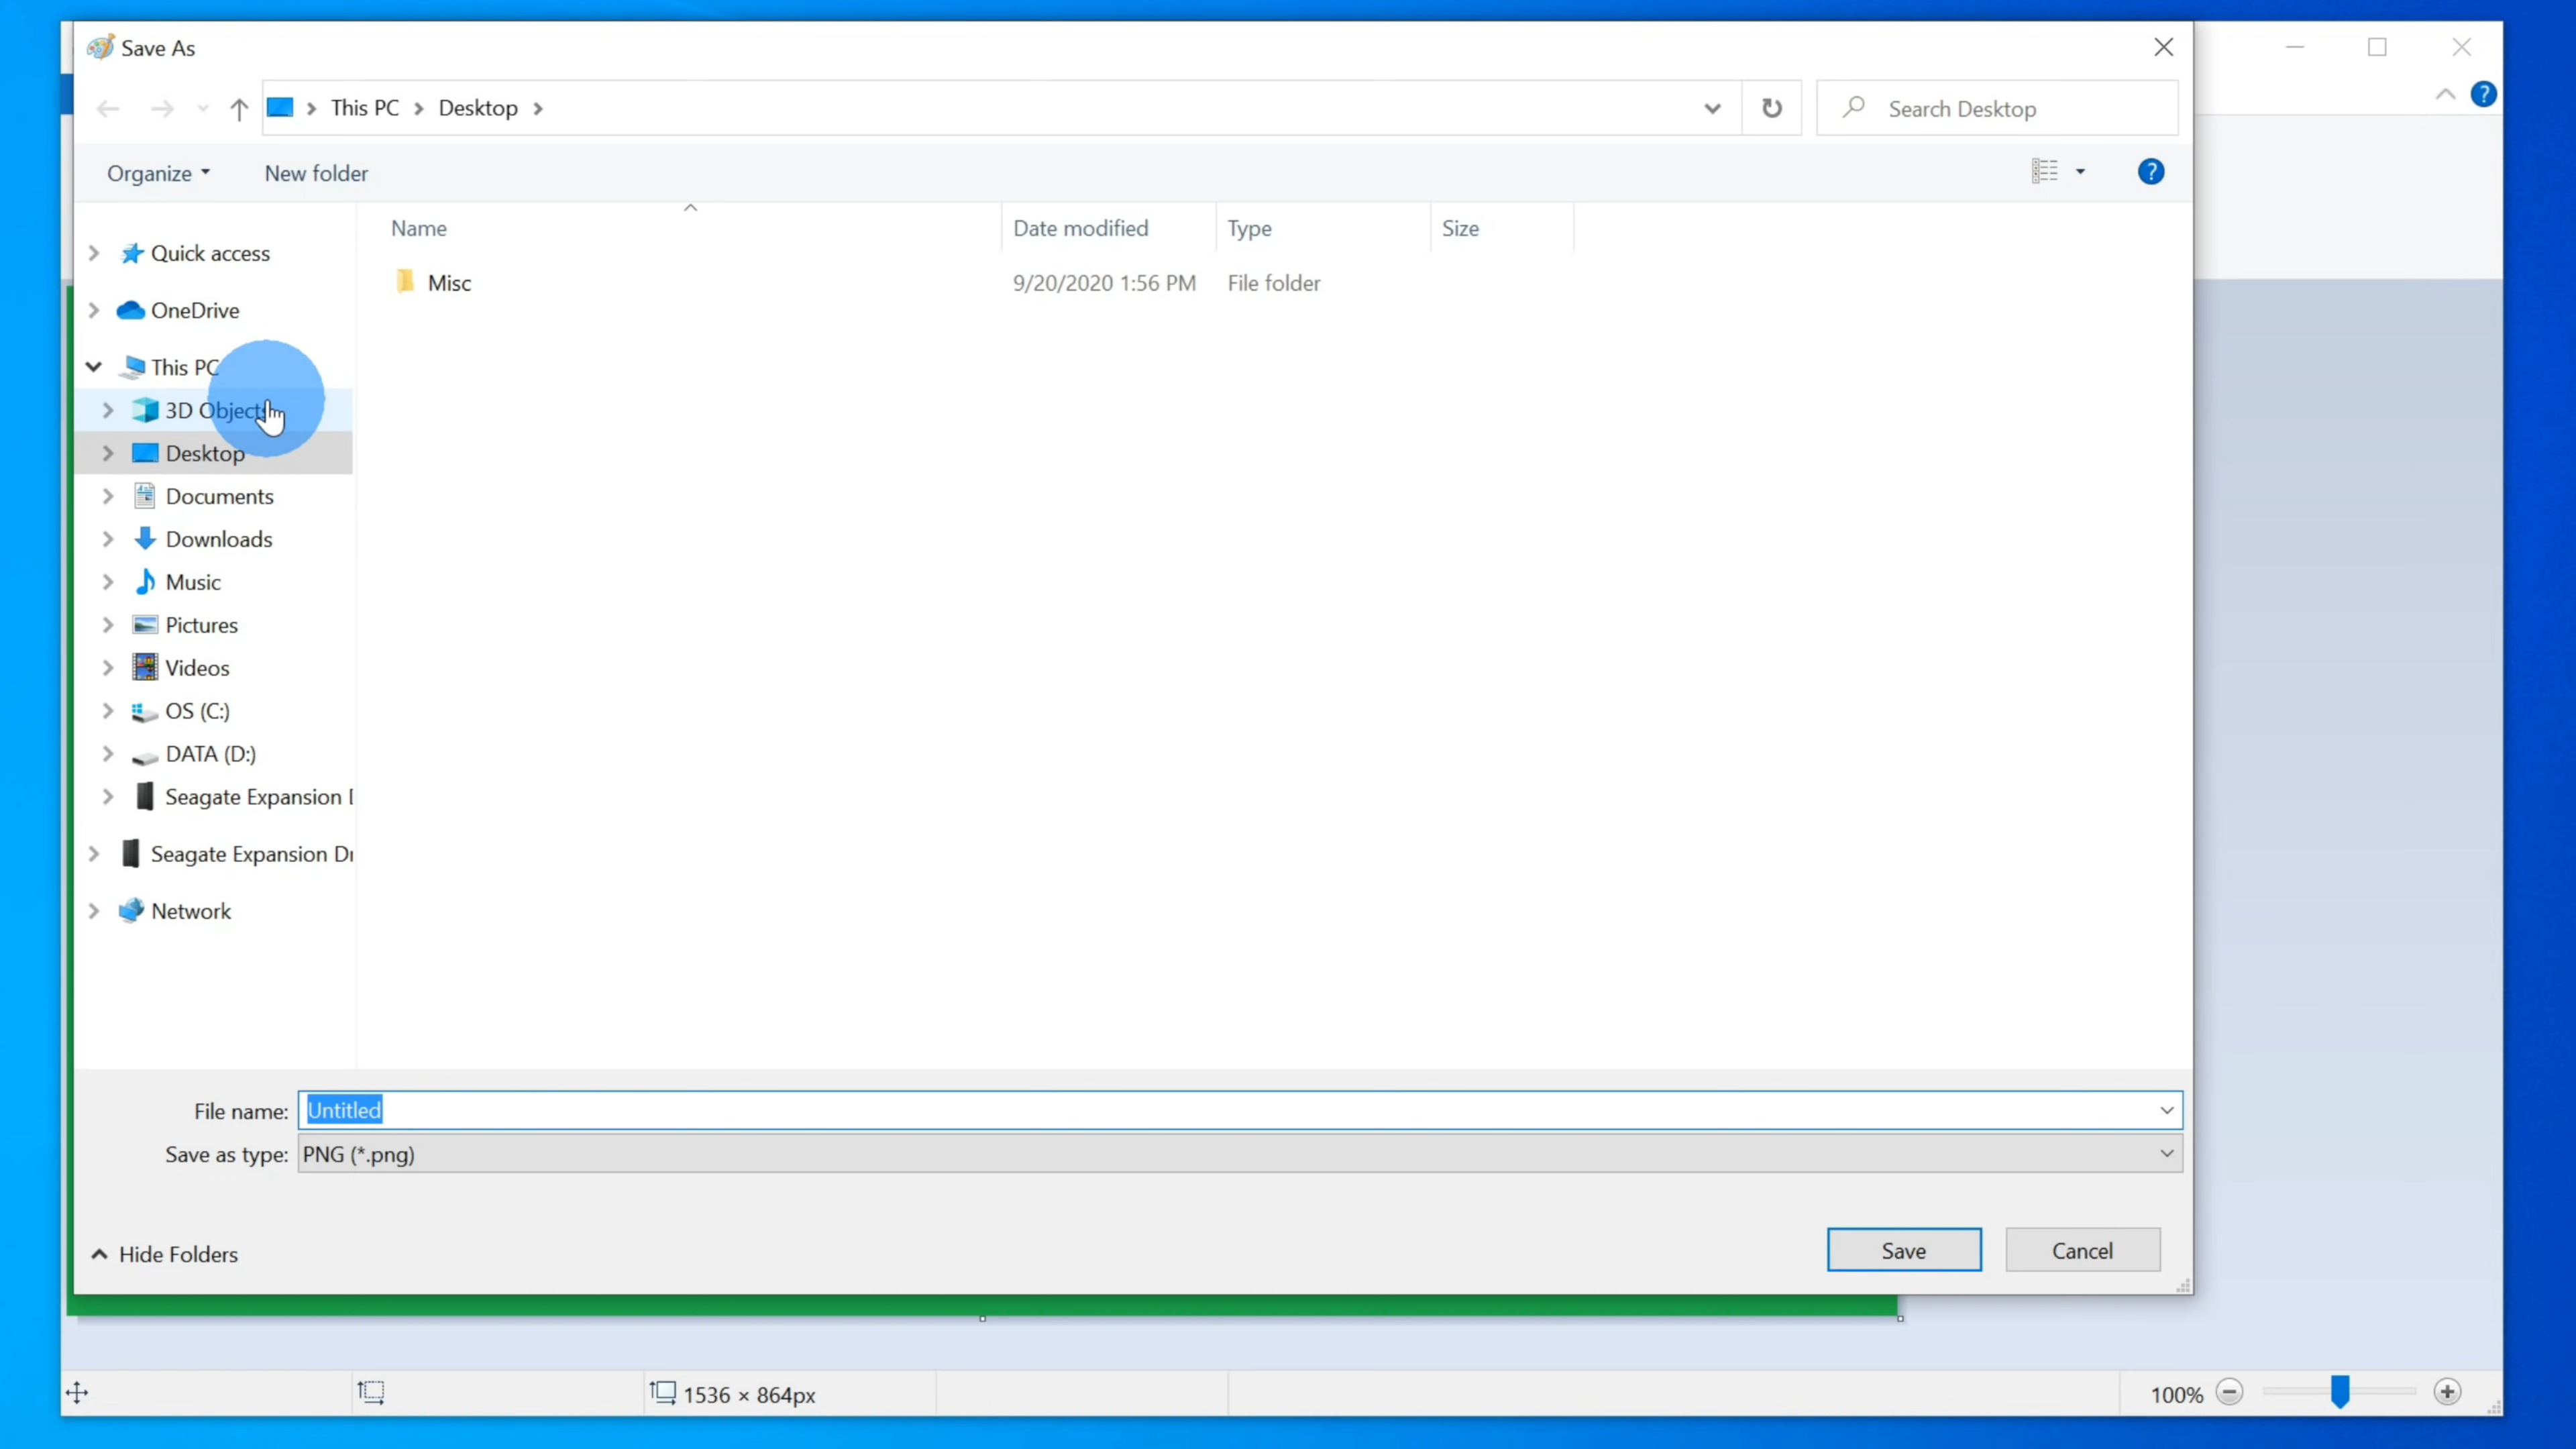 Save As
This PC
Desktop
Search Desktop
Organize
New folder
?
Name
Date modified
Type
Size
Misc
9/20/2020 1:56 PM
File folder
Quick access
OneDrive
This PC
3D Objects
Desktop
Documents
Downloads
Music
Pictures
Videos
OS (C:)
DATA (D:)
Seagate Expansion
Seagate Expansion
Network
File name: Untitled
Save as type: PNG (*.png)
Hide Folders
Save
Cancel
1536 × 864px
100%